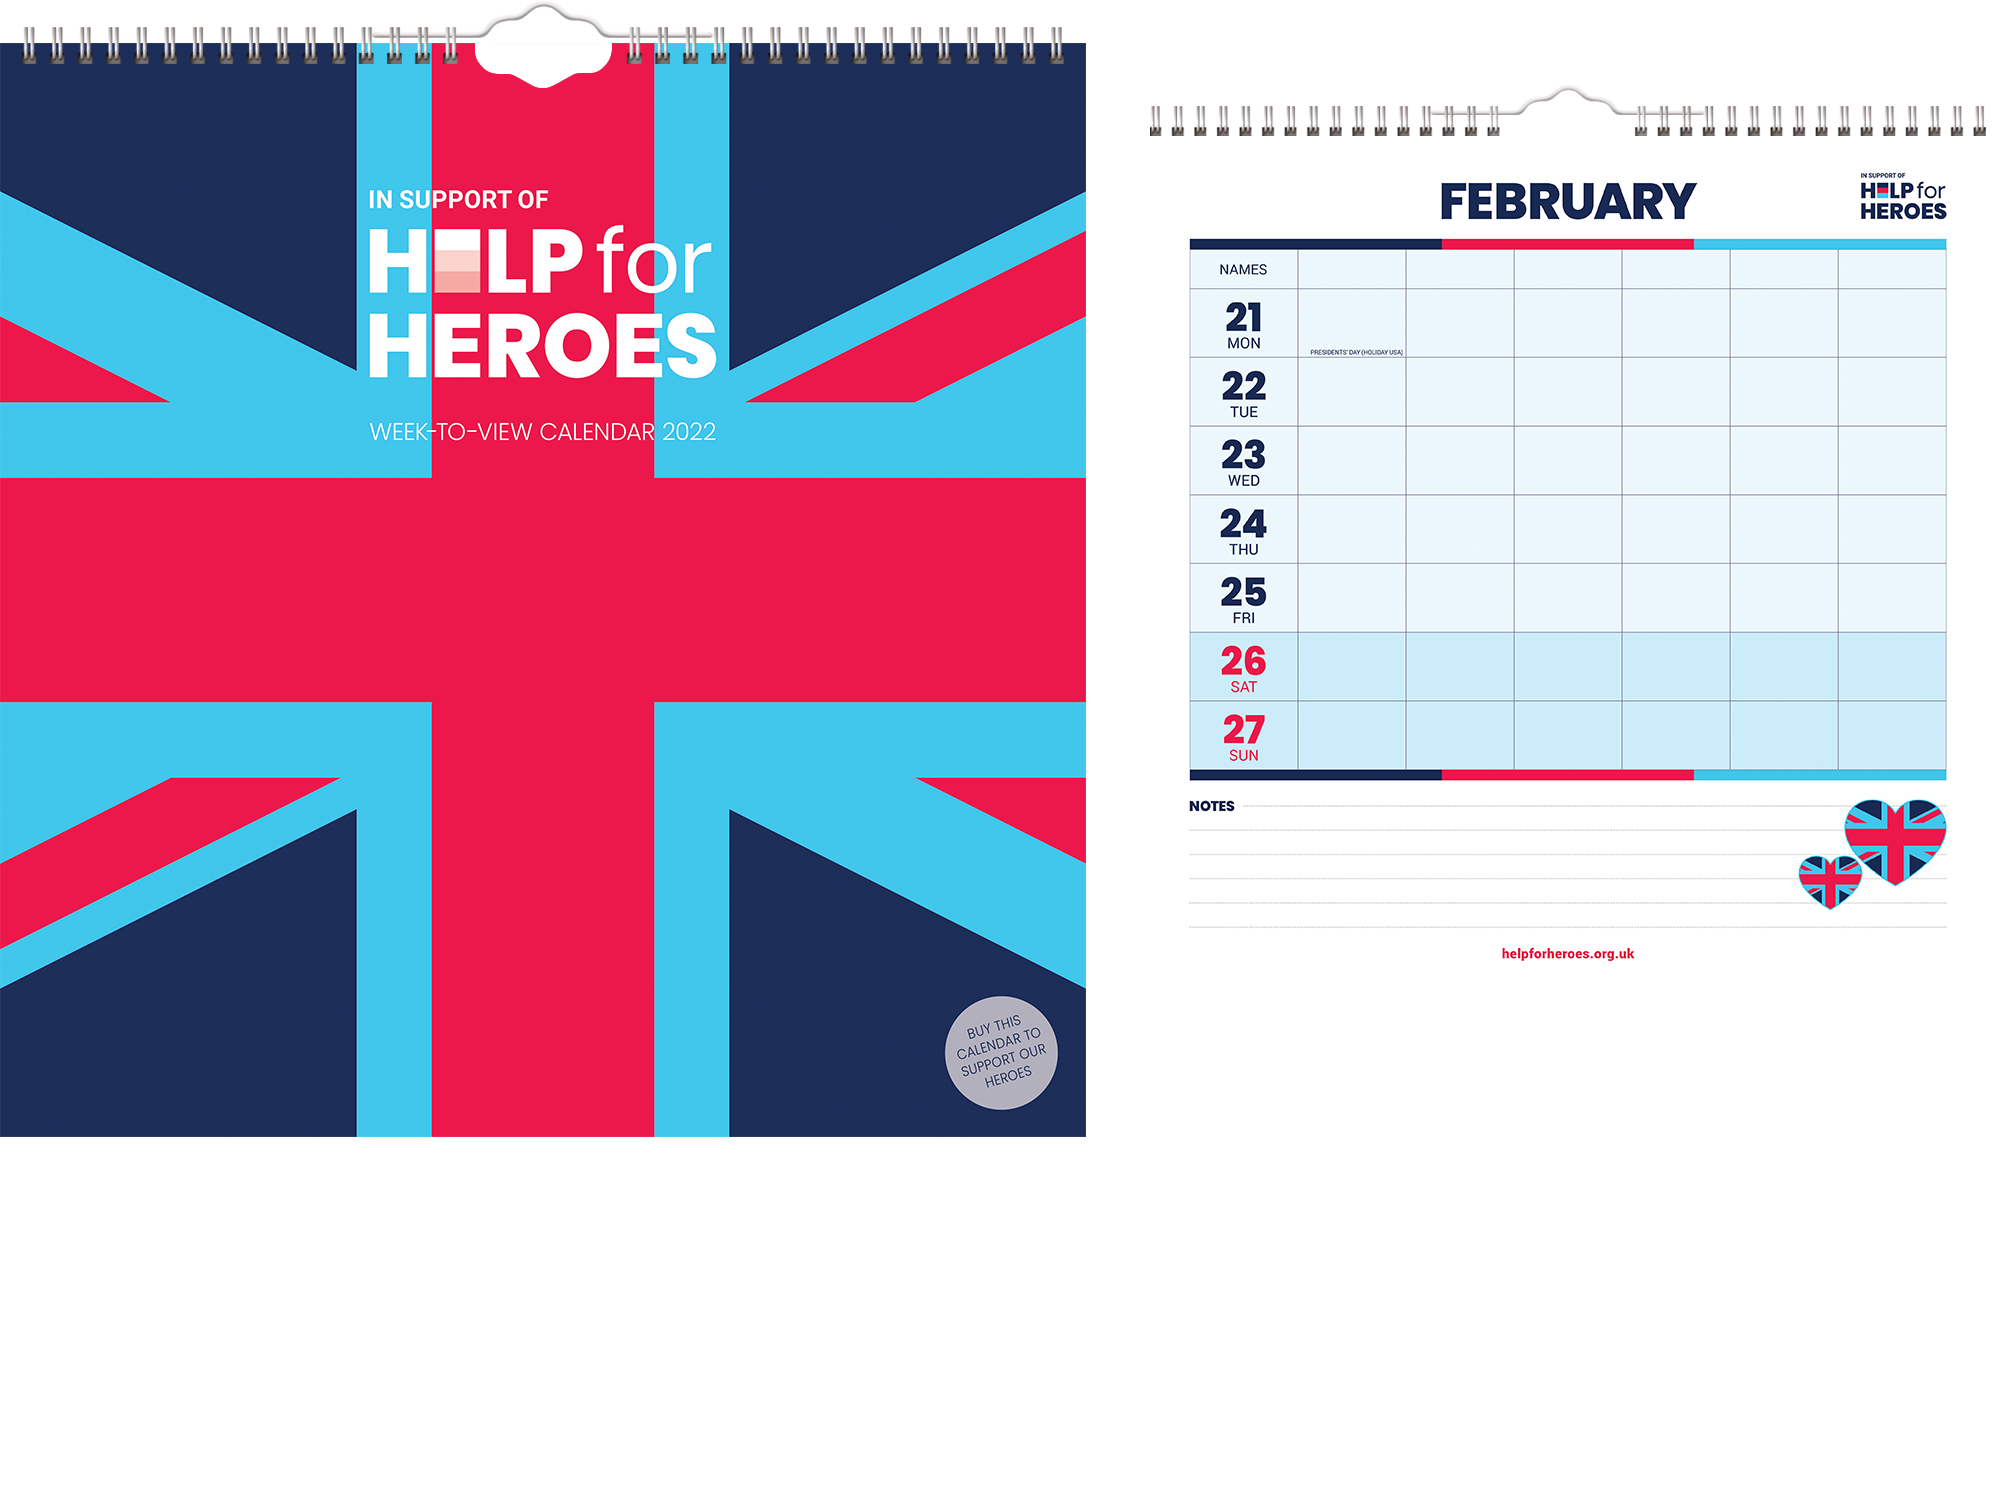 IN SUPPORT OF
HELP for
HEROES
WEEK-TO-VIEW CALENDAR 2022
BUY THIS
CALENDAR TO
SUPPORT OUR
HEROES
FEBRUARY
IN SUPPORT OF
HELP for
HEROES
NAMES
21
MON
PRESIDENTS' DAY (HOLIDAY USA)
22
TUE
23
WED
24
THU
25
FRI
26
SAT
27
SUN
NOTES
helpforheroes.org.uk